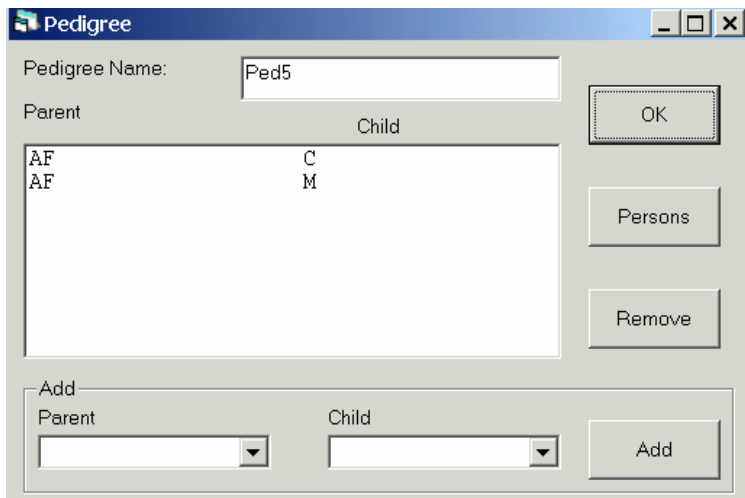 Pedigree
Pedigree Name: Ped5
Parent Child
OK
AF C
AF M
Persons
Remove
Add
Parent Child
Add